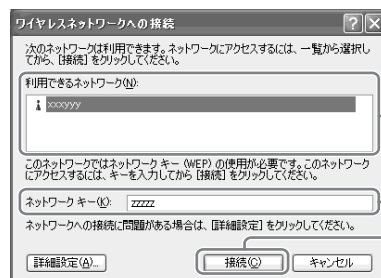 ワイヤレスネットワークへの接続
次のネットワークは利用できます。ネットワークにアクセスするには、一覧から選択し
てから、[接続] をクリックしてください。
利用できるネットワーク(N):
xxxyyy
このネットワークではネットワーク キー (WEP) の使用が必要です。このネットワーク
にアクセスするには、キーを入力してから [接続] をクリックしてください。
ネットワーク キー(K): zzzzz
ネットワークへの接続に問題がある場合は、[詳細設定] をクリックしてください。
詳細設定(A)... 接続(C) キャンセル